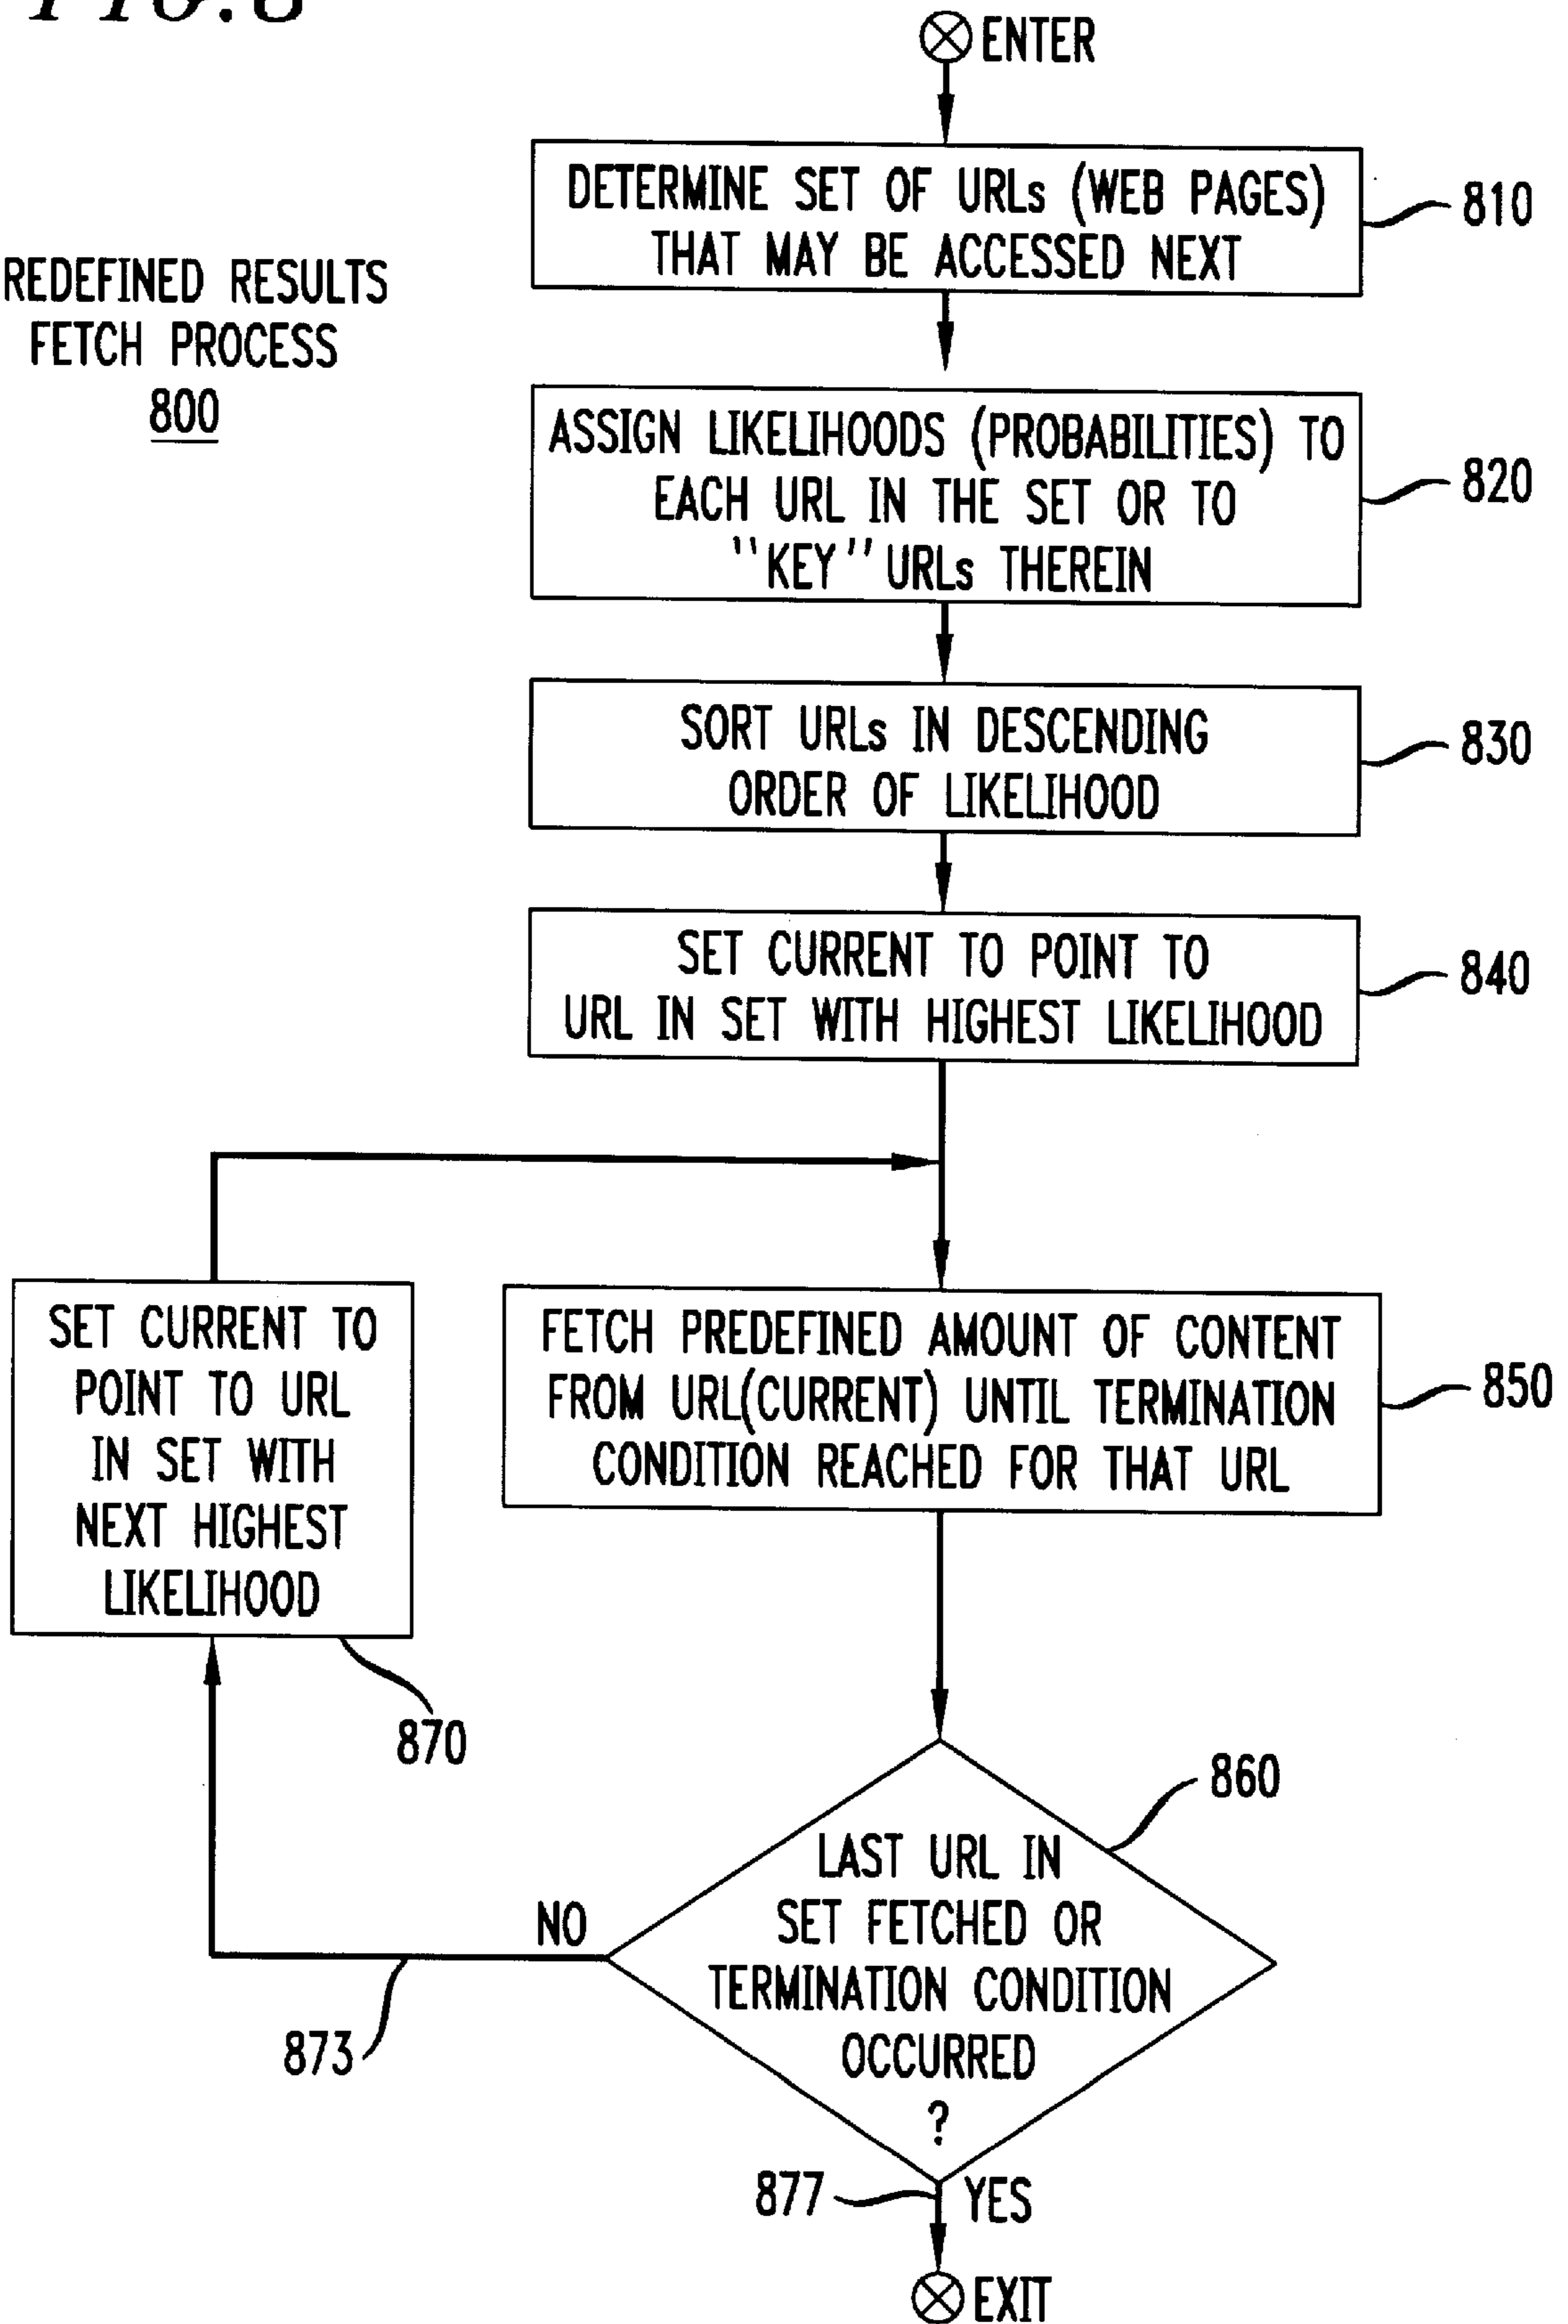 FIG. 8
ENTER
DETERMINE SET OF URLs (WEB PAGES)
THAT MAY BE ACCESSED NEXT
810
REDEFINED RESULTS
FETCH PROCESS
800
ASSIGN LIKELIHOODS (PROBABILITIES) TO
EACH URL IN THE SET OR TO
"KEY" URLs THEREIN
820
SORT URLs IN DESCENDING
ORDER OF LIKELIHOOD
830
SET CURRENT TO POINT TO
URL IN SET WITH HIGHEST LIKELIHOOD
840
SET CURRENT TO
POINT TO URL
IN SET WITH
NEXT HIGHEST
LIKELIHOOD
870
FETCH PREDEFINED AMOUNT OF CONTENT
FROM URL(CURRENT) UNTIL TERMINATION
CONDITION REACHED FOR THAT URL
850
860
LAST URL IN
SET FETCHED OR
TERMINATION CONDITION
OCCURRED
?
NO
873
877
YES
EXIT